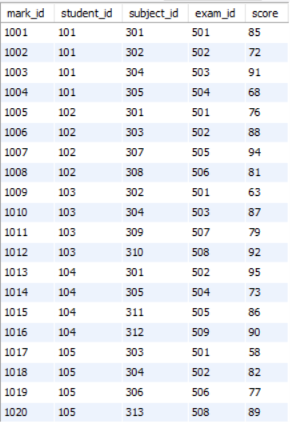 mark_id student_id subject_id exam_id score
1001 101 301 501 85
1002 101 302 502 72
1003 101 304 503 91
1004 101 305 504 68
1005 102 301 501 76
1006 102 303 502 88
1007 102 307 505 94
1008 102 308 506 81
1009 103 302 501 63
1010 103 304 503 87
1011 103 309 507 79
1012 103 310 508 92
1013 104 301 502 95
1014 104 305 504 73
1015 104 311 505 86
1016 104 312 509 90
1017 105 303 501 58
1018 105 304 502 82
1019 105 306 506 77
1020 105 313 508 89